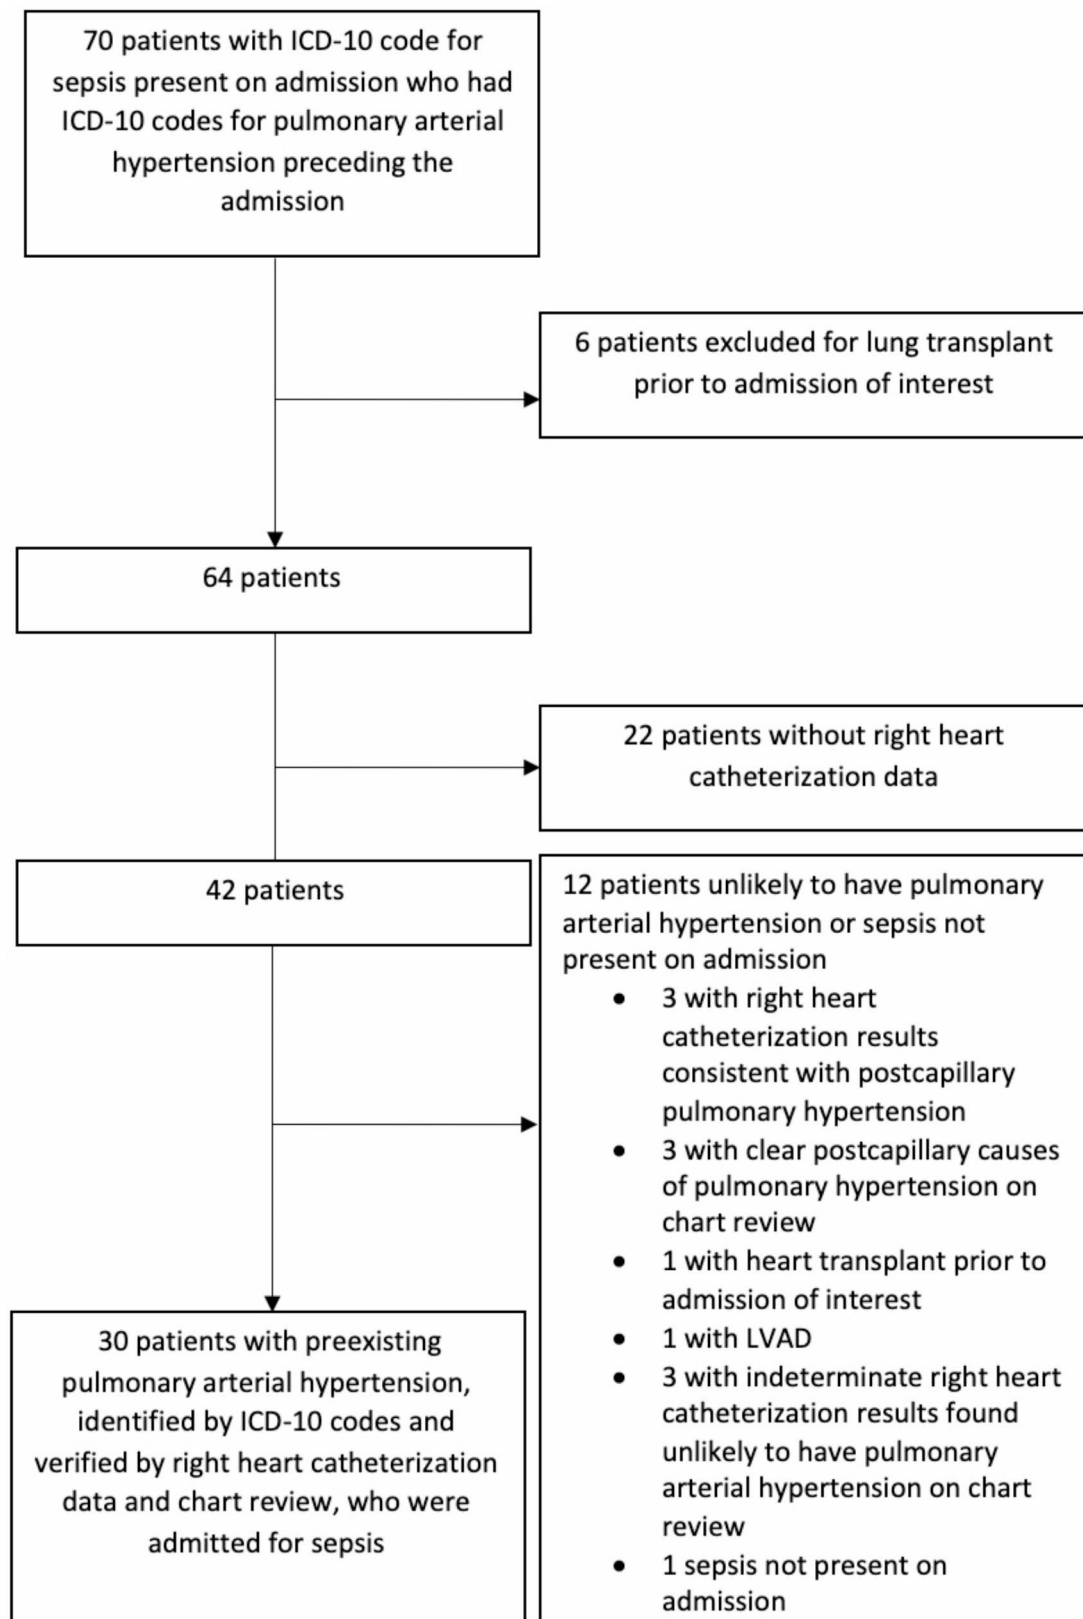 70 patients with ICD-10 code for
sepsis present on admission who had
ICD-10 codes for pulmonary arterial
hypertension preceding the
admission
6 patients excluded for lung transplant
prior to admission of interest
64 patients
22 patients without right heart
catheterization data
42 patients
12 patients unlikely to have pulmonary
arterial hypertension or sepsis not
present on admission
• 3 with right heart
catheterization results
consistent with postcapillary
pulmonary hypertension
• 3 with clear postcapillary causes
of pulmonary hypertension on
chart review
• 1 with heart transplant prior to
admission of interest
• 1 with LVAD
• 3 with indeterminate right heart
catheterization results found
unlikely to have pulmonary
arterial hypertension on chart
review
• 1 sepsis not present on
admission
30 patients with preexisting
pulmonary arterial hypertension,
identified by ICD-10 codes and
verified by right heart catheterization
data and chart review, who were
admitted for sepsis